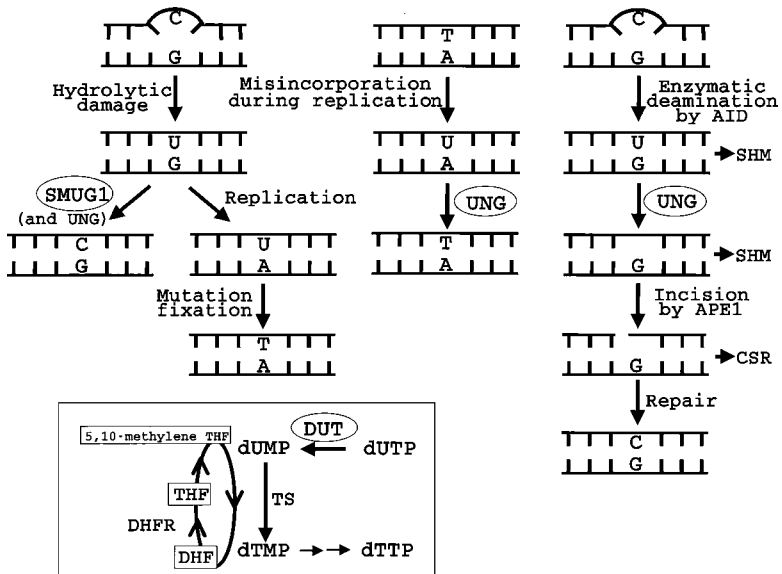 C
G
Hydrolytic
damage
U
G
SMUG1
(and UNG)
Replication
C
G
U
A
Mutation
fixation
T
A
T
A
Misincorporation
during replication
U
A
UNG
T
A
C
G
Enzymatic
deamination
by AID
U
G
SHM
UNG
G
SHM
Incision
by APE1
G
CSR
Repair
C
G
5,10-methylene THF
dUMP
DUT
dUTP
THF
TS
DHFR
DHF
dTMP
dTTP